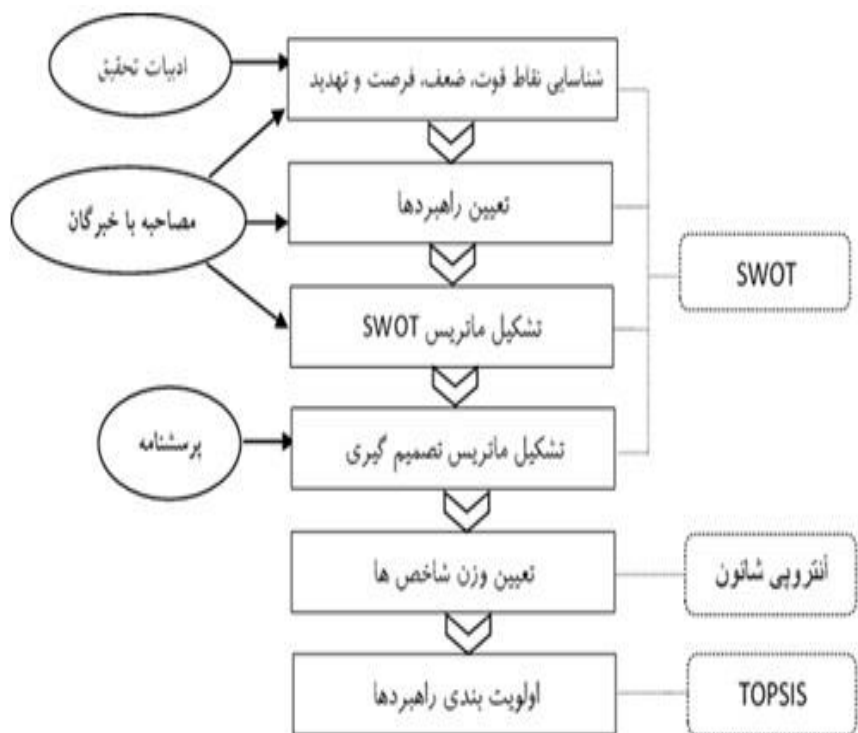 ادبیات تحقیق
شناسایی نقاط قوت، ضعف، فرصت و تهدید
مصاحبه با خبرگان
تعیین راهبردها
SWOT
تشکیل ماتریس SWOT
پرسشنامه
تشکیل ماتریس تصمیم گیری
تعیین وزن شاخص ها
آنتروپی شانون
اولویت بندی راهبردها
TOPSIS